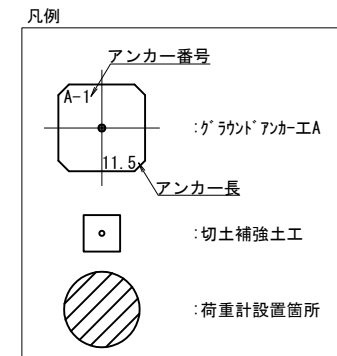 凡例
アンカー番号
A-1
:ｸﾞﾗｳﾝﾄﾞｱﾝｶｰ工A
11.5
アンカー長
:切土補強土工
:荷重計設置箇所